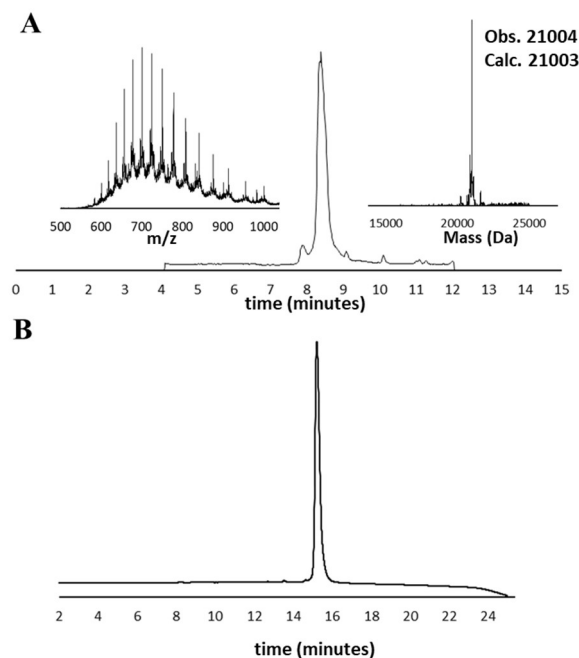 A
Obs. 21004
Calc. 21003
500 600 700 800 900 1000
m/z
15000 20000 25000
Mass (Da)
0 1 2 3 4 5 6 7 8 9 10 11 12 13 14 15
time (minutes)
B
2 4 6 8 10 12 14 16 18 20 22 24
time (minutes)